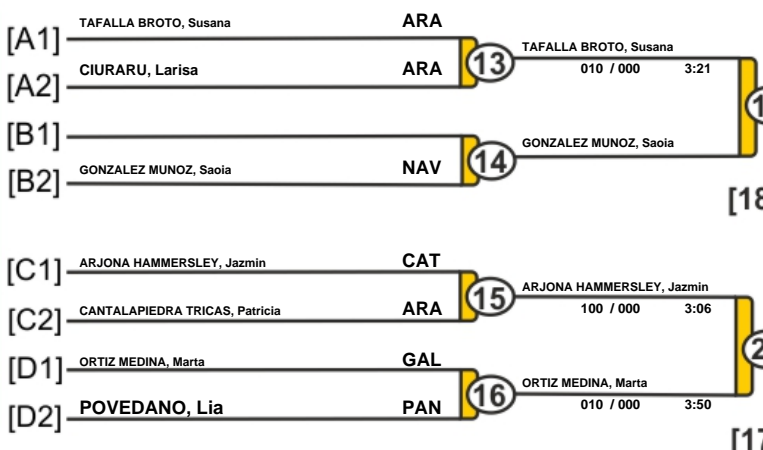 [A1] TAFALLA BROTO, Susana ARA
[A2] CIURARU, Larisa ARA
13
TAFALLA BROTO, Susana
010 / 000 3:21
[B1]
[B2] GONZALEZ MUNOZ, Saoia NAV
14
GONZALEZ MUNOZ, Saoia
[C1] ARJONA HAMMERSLEY, Jazmin CAT
[C2] CANTALAPIEDRA TRICAS, Patricia ARA
15
ARJONA HAMMERSLEY, Jazmin
100 / 000 3:06
[D1] ORTIZ MEDINA, Marta GAL
[D2] POVEDANO, Lia PAN
16
ORTIZ MEDINA, Marta
010 / 000 3:50